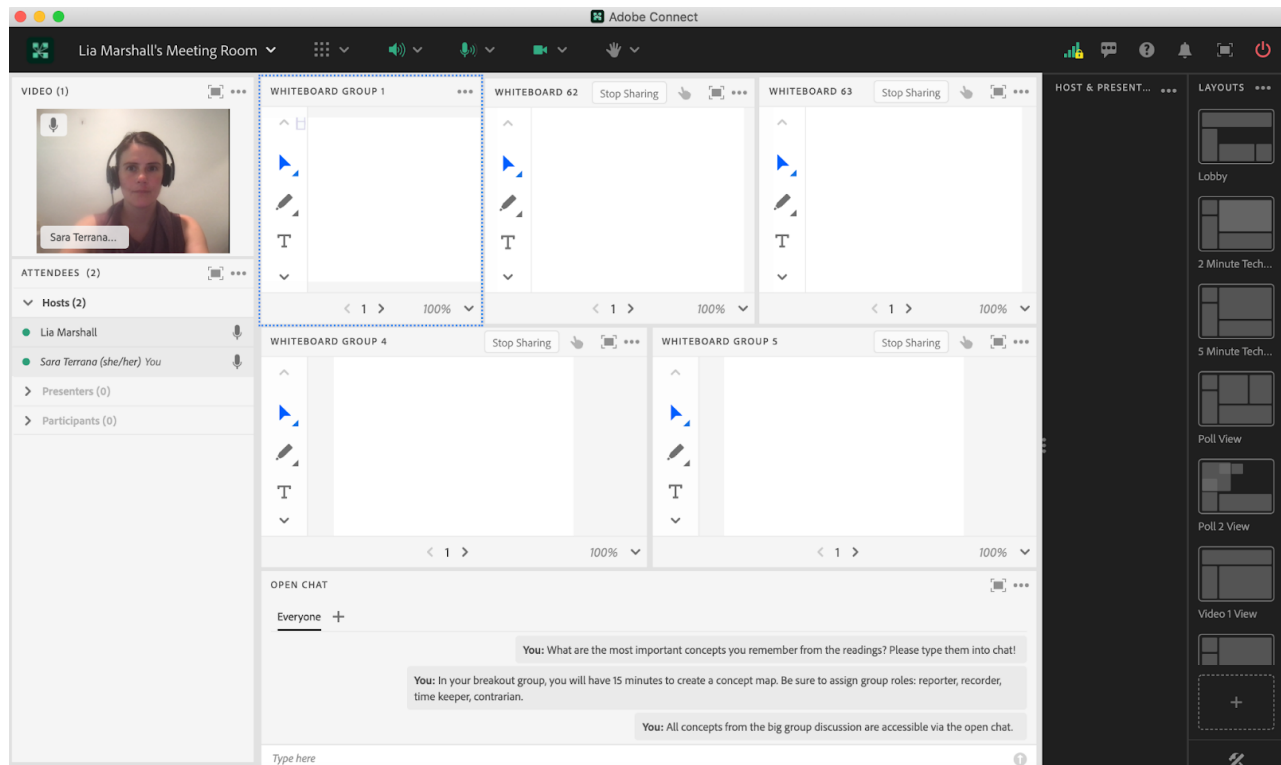 Adobe Connect
Lia Marshall's Meeting Room
VIDEO (1)
Sara Terrana...
ATTENDEES (2)
Hosts (2)
Lia Marshall
Sara Terrana (she/her) You
Presenters (0)
Participants (0)
WHITEBOARD GROUP 1
T
1
100%
WHITEBOARD 62
Stop Sharing
T
1
100%
WHITEBOARD 63
Stop Sharing
T
1
100%
WHITEBOARD GROUP 4
Stop Sharing
T
1
100%
WHITEBOARD GROUP 5
Stop Sharing
T
1
100%
OPEN CHAT
Everyone
You: What are the most important concepts you remember from the readings? Please type them into chat!
You: In your breakout group, you will have 15 minutes to create a concept map. Be sure to assign group roles: reporter, recorder,
time keeper, contrarian.
You: All concepts from the big group discussion are accessible via the open chat.
Type here
HOST & PRESENT...
LAYOUTS
Lobby
2 Minute Tech...
5 Minute Tech...
Poll View
Poll 2 View
Video 1 View